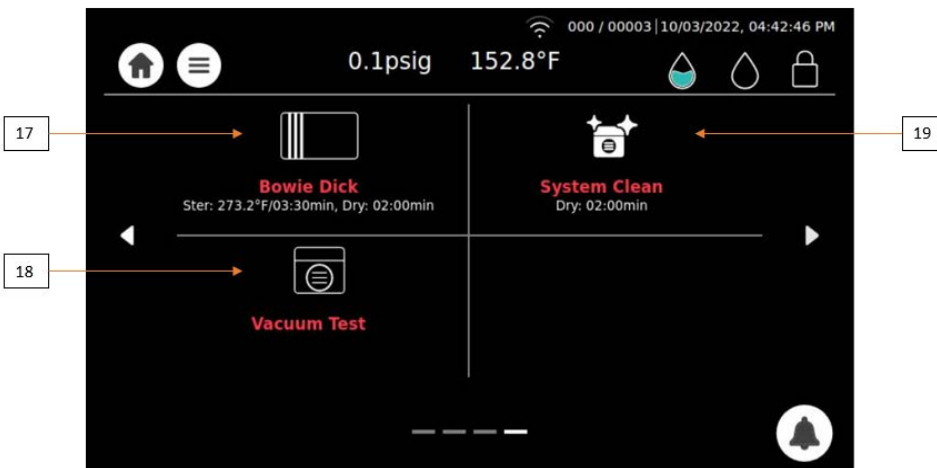 000 / 00003|10/03/2022, 04:42:46 PM
0.1psig 152.8°F
17
19
Bowie Dick
Ster: 273.2°F/03:30min, Dry: 02:00min
System Clean
Dry: 02:00min
18
Vacuum Test